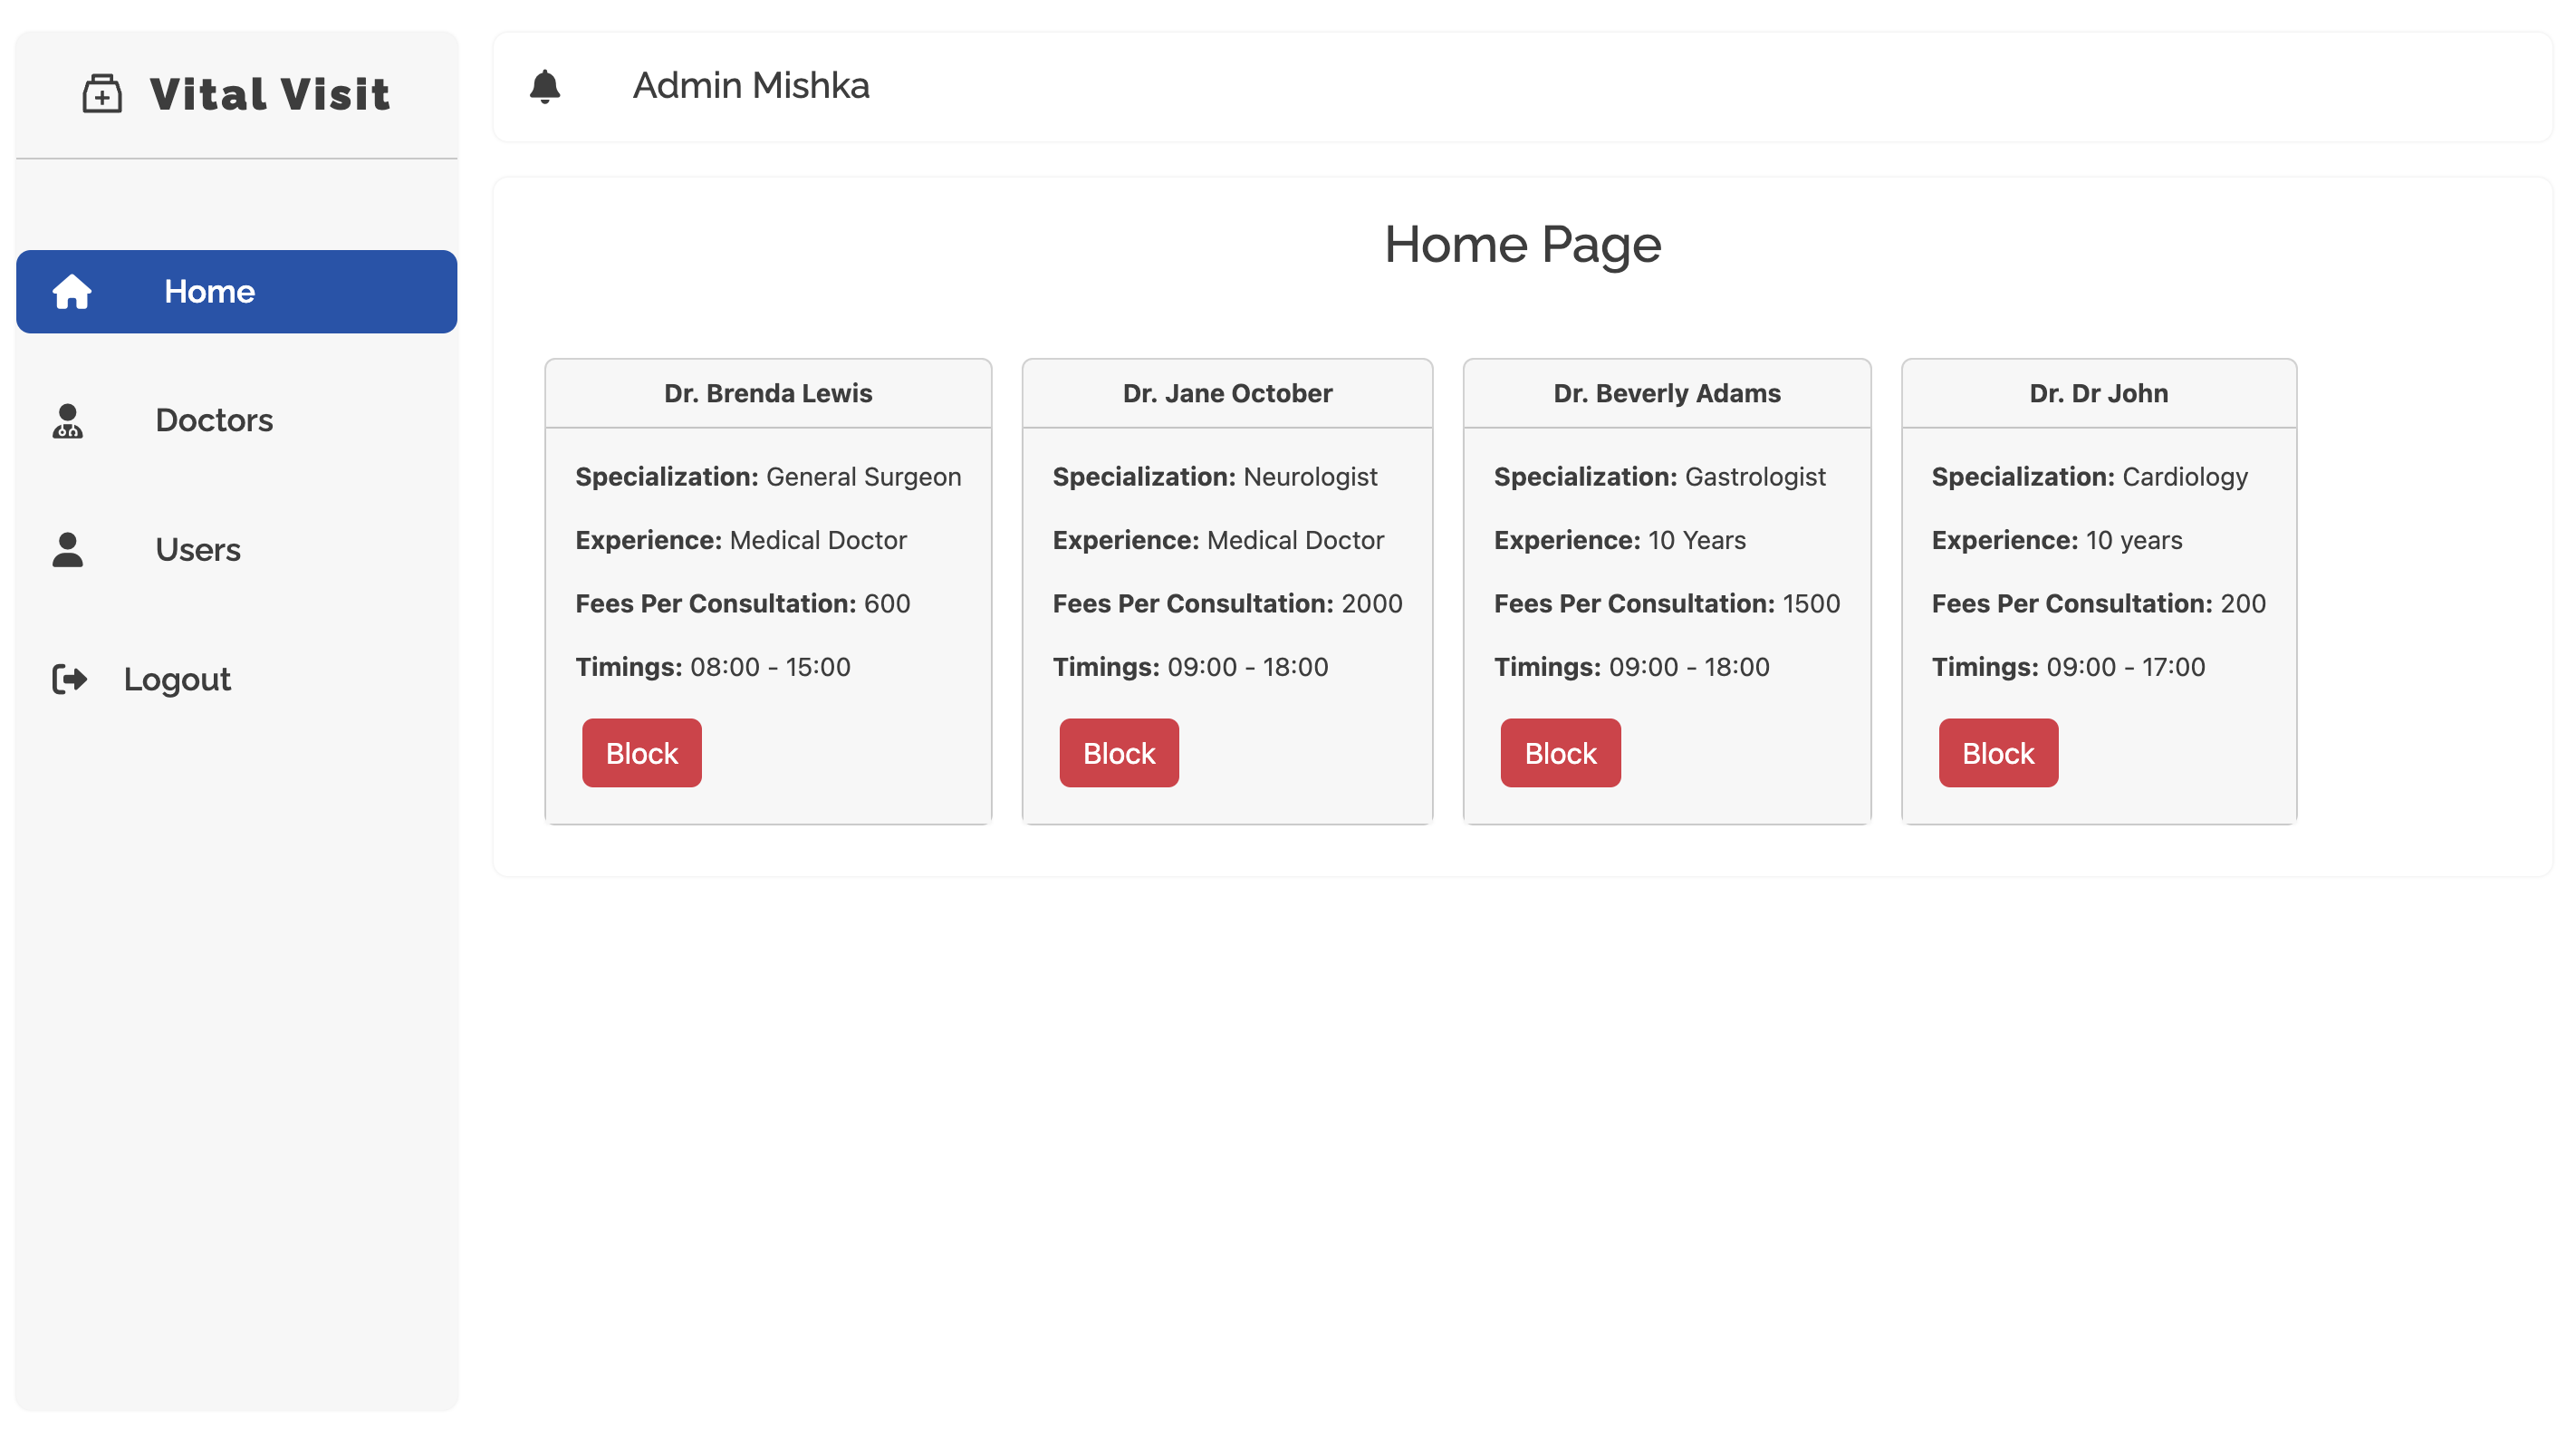 Vital Visit
Home
Doctors
Users
Logout
Admin Mishka
Home Page
Dr. Brenda Lewis
Specialization: General Surgeon
Experience: Medical Doctor
Fees Per Consultation: 600
Timings: 08:00 - 15:00
Block
Dr. Jane October
Specialization: Neurologist
Experience: Medical Doctor
Fees Per Consultation: 2000
Timings: 09:00 - 18:00
Block
Dr. Beverly Adams
Specialization: Gastrologist
Experience: 10 Years
Fees Per Consultation: 1500
Timings: 09:00 - 18:00
Block
Dr. Dr John
Specialization: Cardiology
Experience: 10 years
Fees Per Consultation: 200
Timings: 09:00 - 17:00
Block